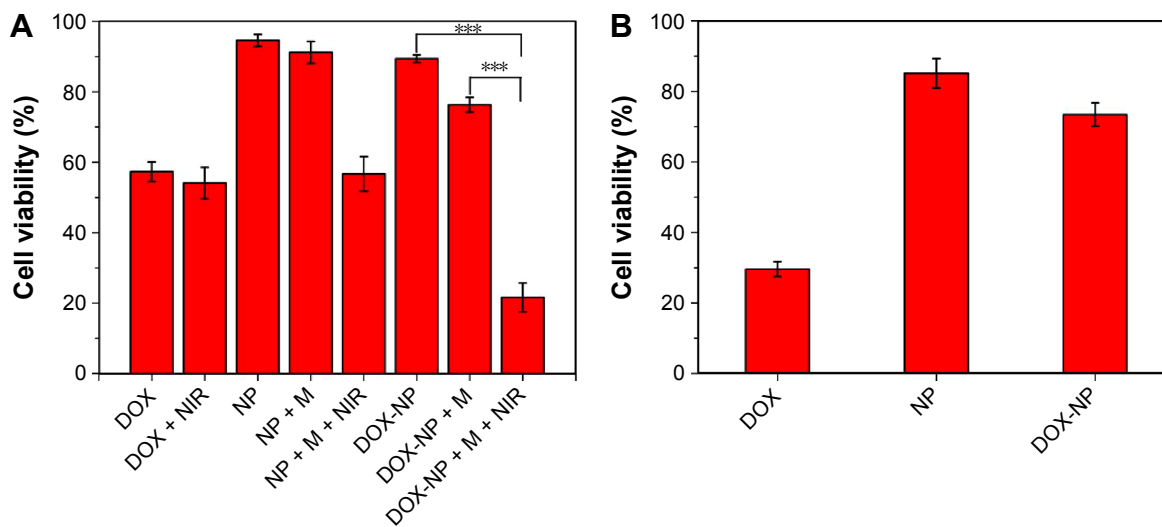 A
Cell viability (%)
100
80
60
40
20
0
***
***
DOX
DOX + NIR
NP
NP + M
NP + M + NIR
DOX-NP
DOX-NP + M
DOX-NP + M + NIR
B
Cell viability (%)
100
80
60
40
20
0
DOX
NP
DOX-NP